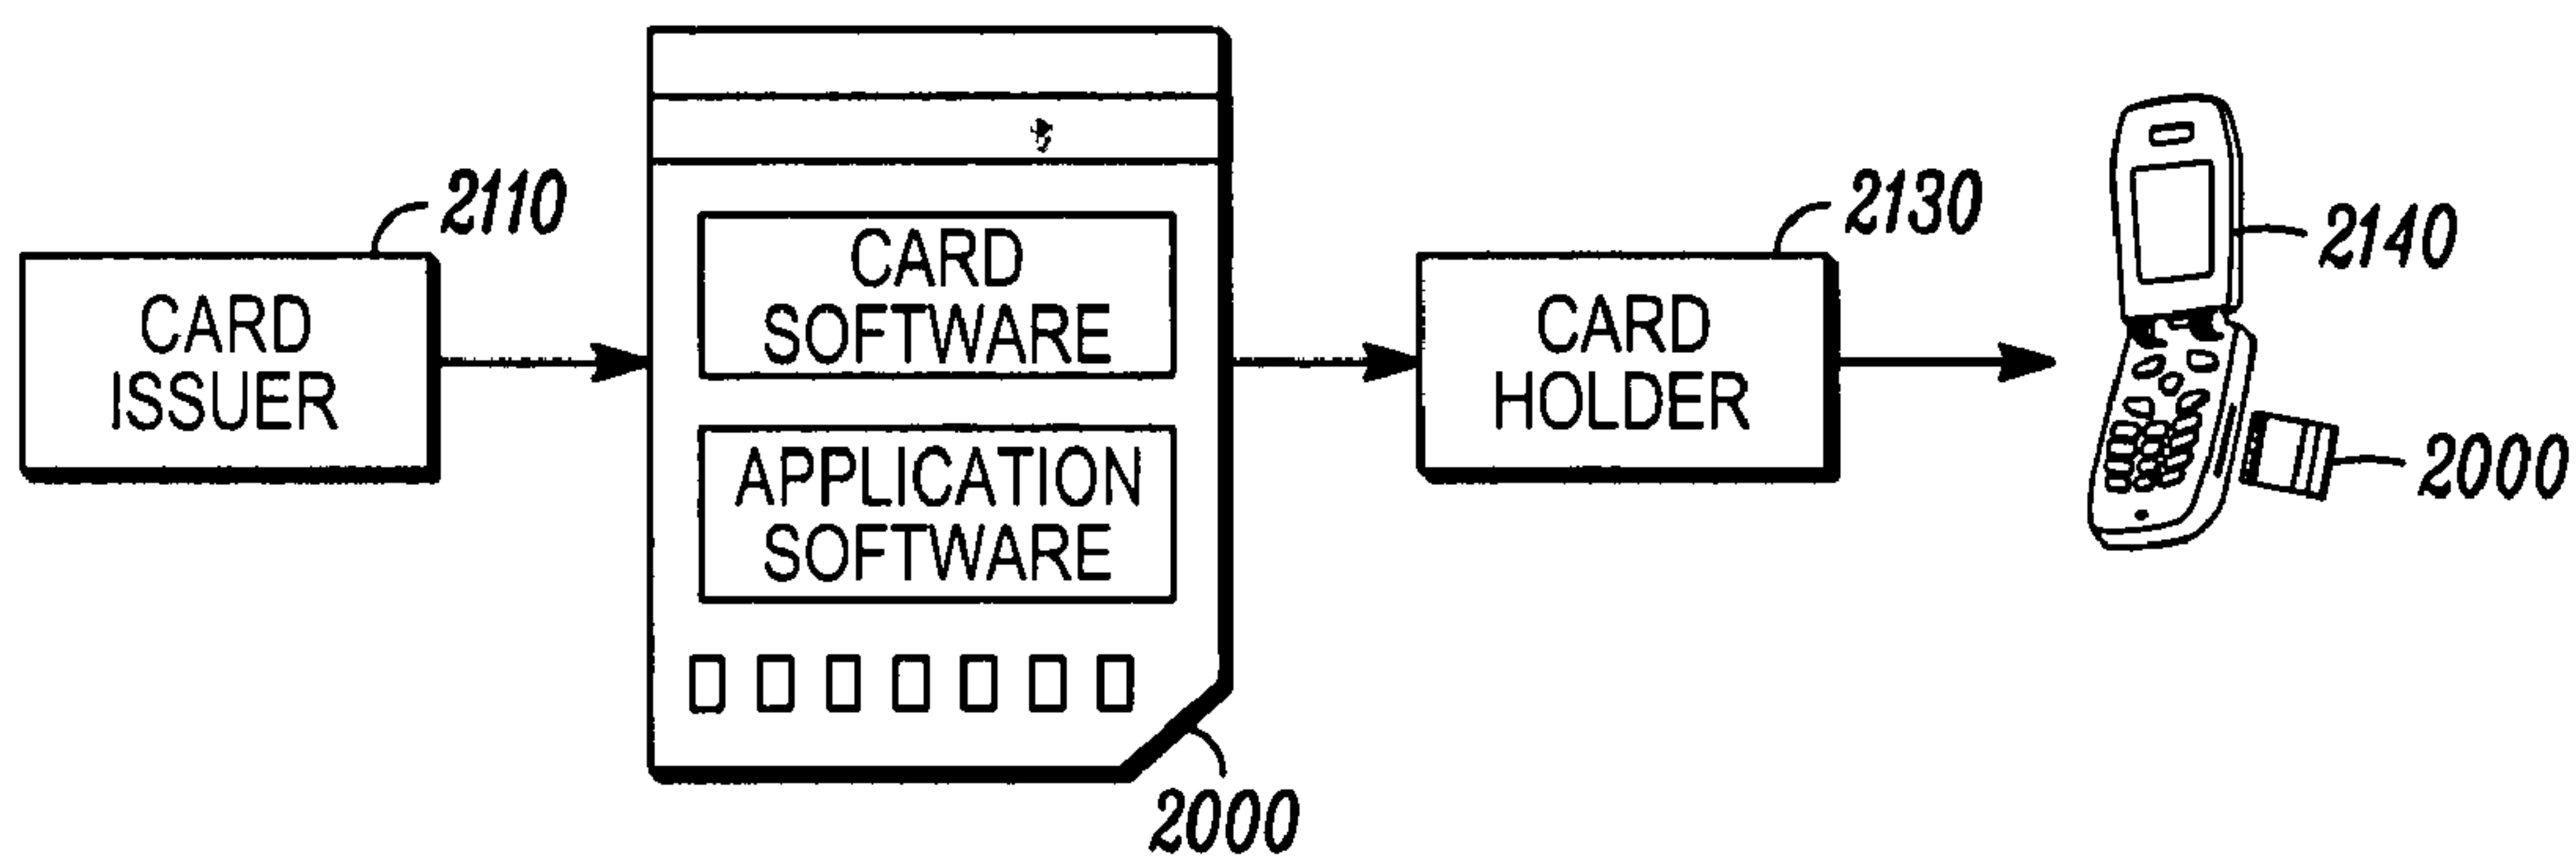 2110
CARD
ISSUER
CARD
SOFTWARE
APPLICATION
SOFTWARE
2000
2130
CARD
HOLDER
2140
2000